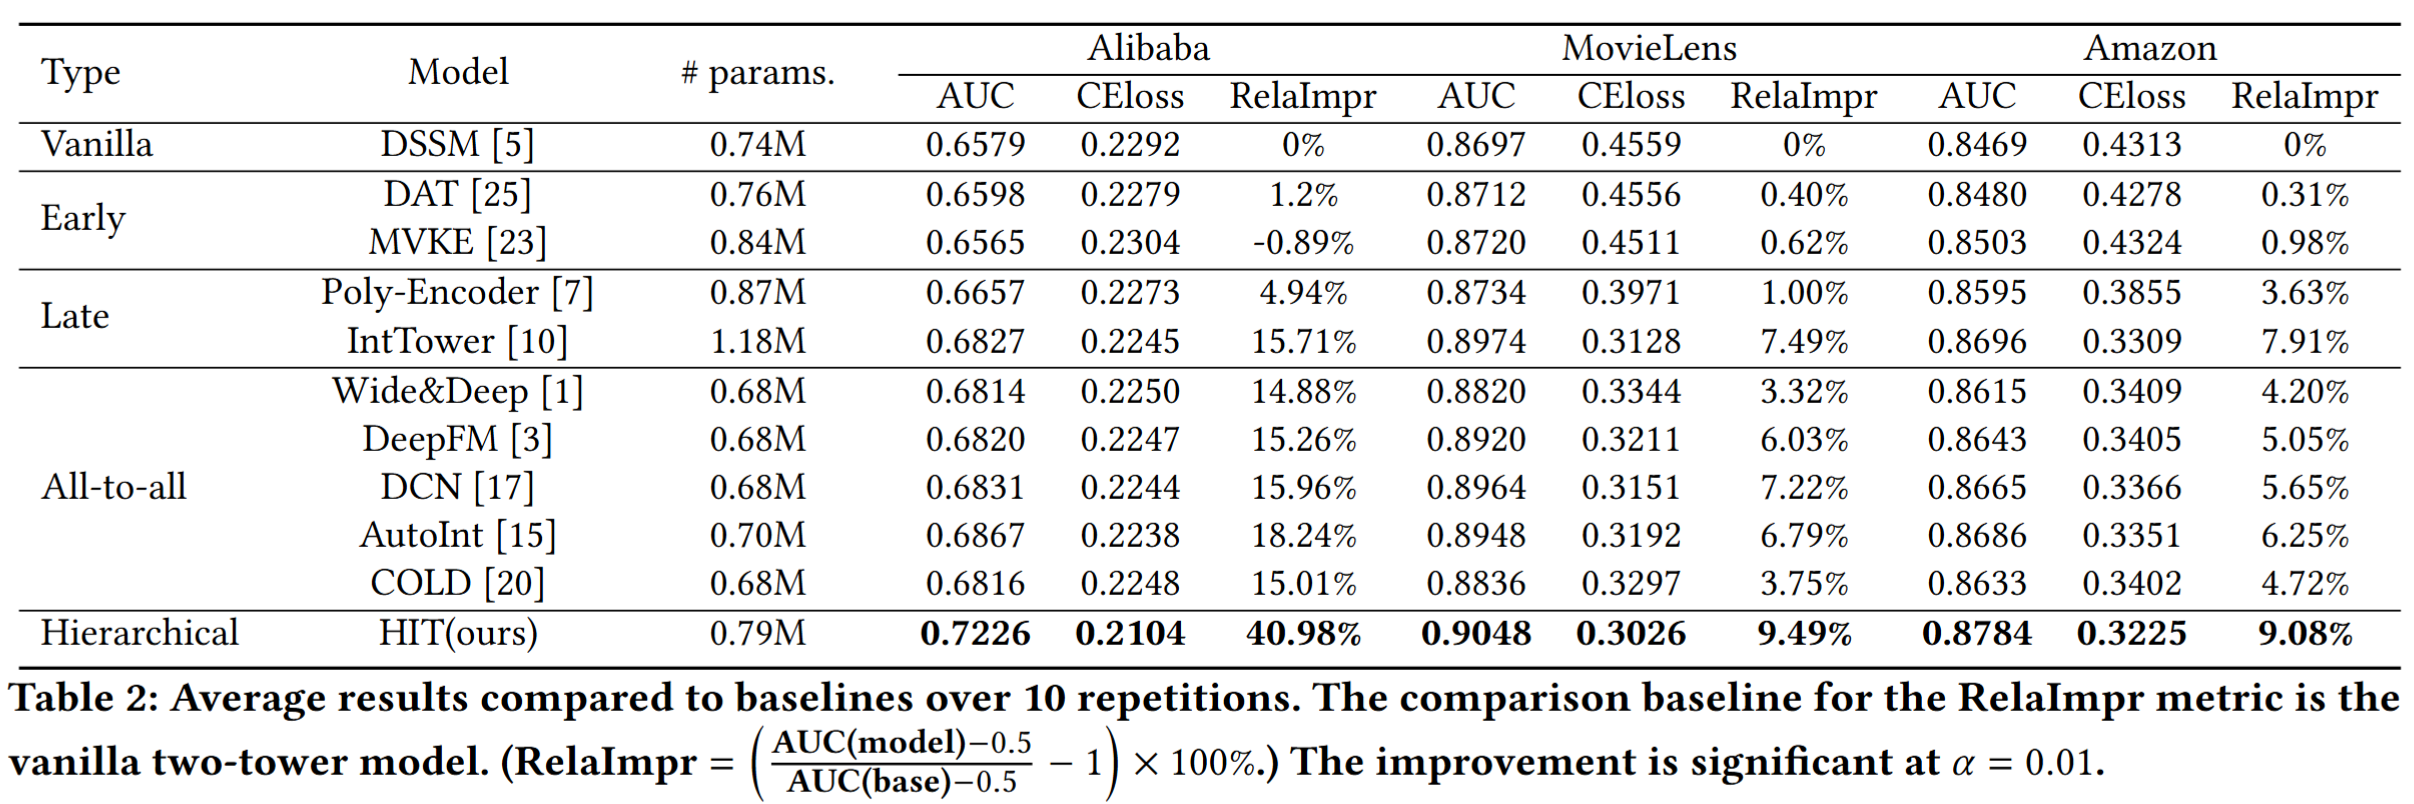 Type Model # params. Alibaba MovieLens Amazon
AUC CEloss RelaImpr AUC CEloss RelaImpr AUC CEloss RelaImpr
Vanilla DSSM [5] 0.74M 0.6579 0.2292 0% 0.8697 0.4559 0% 0.8469 0.4313 0%
Early DAT [25] 0.76M 0.6598 0.2279 1.2% 0.8712 0.4556 0.40% 0.8480 0.4278 0.31%
MVKE [23] 0.84M 0.6565 0.2304 -0.89% 0.8720 0.4511 0.62% 0.8503 0.4324 0.98%
Late Poly-Encoder [7] 0.87M 0.6657 0.2273 4.94% 0.8734 0.3971 1.00% 0.8595 0.3855 3.63%
IntTower [10] 1.18M 0.6827 0.2245 15.71% 0.8974 0.3128 7.49% 0.8696 0.3309 7.91%
Wide&Deep [1] 0.68M 0.6814 0.2250 14.88% 0.8820 0.3344 3.32% 0.8615 0.3409 4.20%
DeepFM [3] 0.68M 0.6820 0.2247 15.26% 0.8920 0.3211 6.03% 0.8643 0.3405 5.05%
All-to-all DCN [17] 0.68M 0.6831 0.2244 15.96% 0.8964 0.3151 7.22% 0.8665 0.3366 5.65%
AutoInt [15] 0.70M 0.6867 0.2238 18.24% 0.8948 0.3192 6.79% 0.8686 0.3351 6.25%
COLD [20] 0.68M 0.6816 0.2248 15.01% 0.8836 0.3297 3.75% 0.8633 0.3402 4.72%
Hierarchical HIT(ours) 0.79M 0.7226 0.2104 40.98% 0.9048 0.3026 9.49% 0.8784 0.3225 9.08%
Table 2: Average results compared to baselines over 10 repetitions. The comparison baseline for the RelaImpr metric is the
vanilla two-tower model. (RelaImpr = (AUC(model)−0.5 / AUC(base)−0.5 − 1) × 100%.) The improvement is significant at α = 0.01.